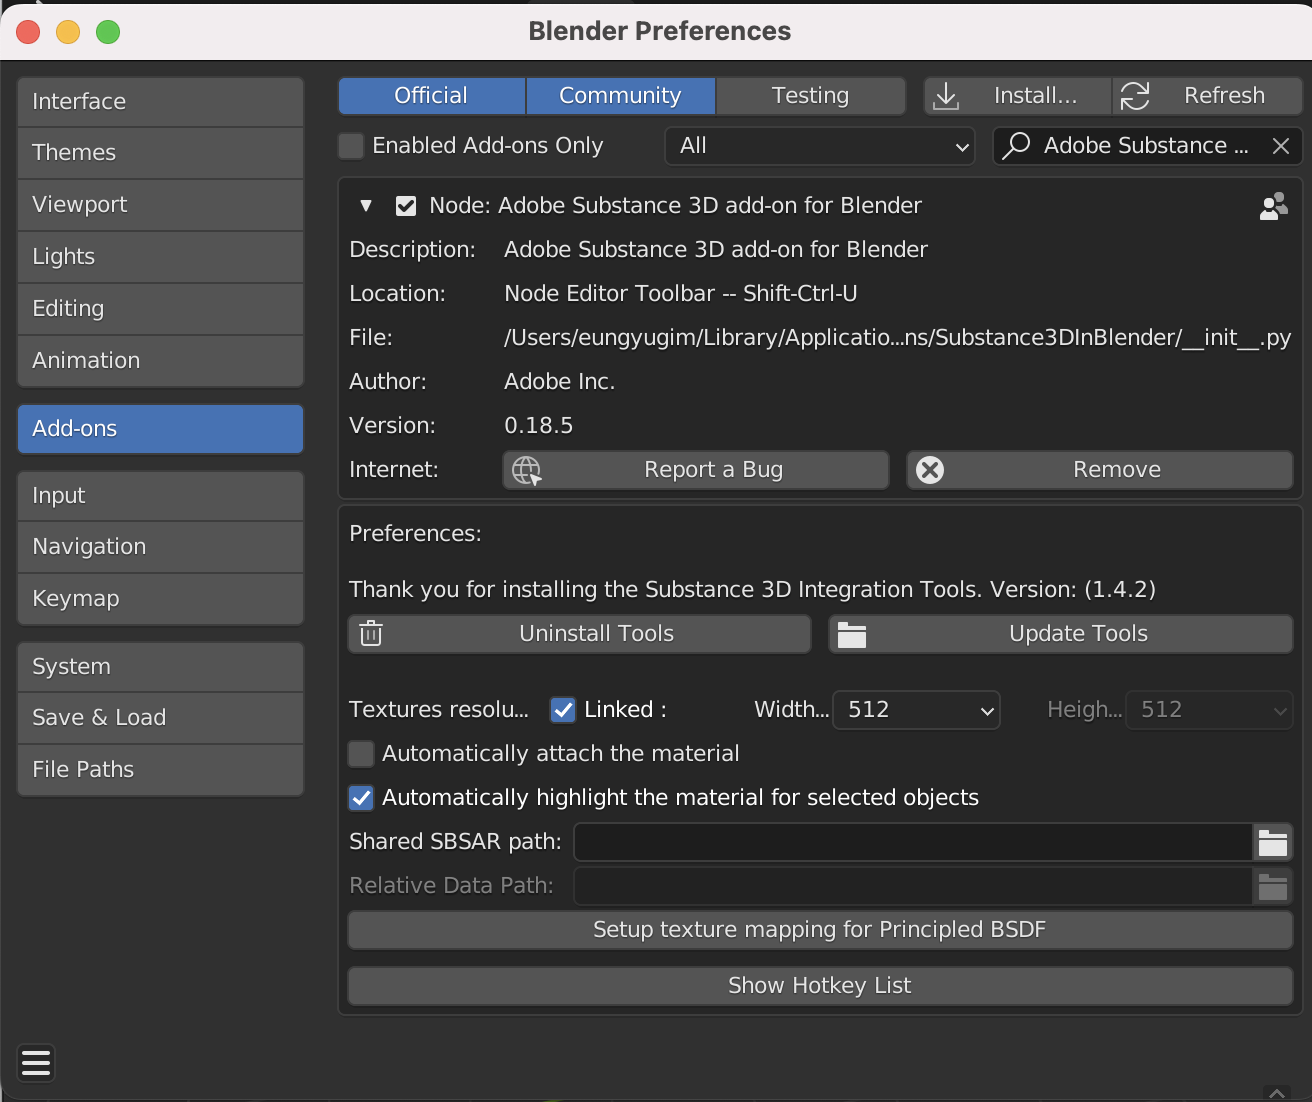 Blender Preferences
Interface
Themes
Viewport
Lights
Editing
Animation
Add-ons
Input
Navigation
Keymap
System
Save & Load
File Paths
Official Community Testing Install... Refresh
Enabled Add-ons Only All Adobe Substance ...
Node: Adobe Substance 3D add-on for Blender
Description: Adobe Substance 3D add-on for Blender
Location: Node Editor Toolbar -- Shift-Ctrl-U
File: /Users/eungyugim/Library/Applicatio...ns/Substance3DInBlender/__init__.py
Author: Adobe Inc.
Version: 0.18.5
Internet: Report a Bug Remove
Preferences:
Thank you for installing the Substance 3D Integration Tools. Version: (1.4.2)
Uninstall Tools Update Tools
Textures resolu... Linked : Width... 512 Heigh... 512
Automatically attach the material
Automatically highlight the material for selected objects
Shared SBSAR path:
Relative Data Path:
Setup texture mapping for Principled BSDF
Show Hotkey List